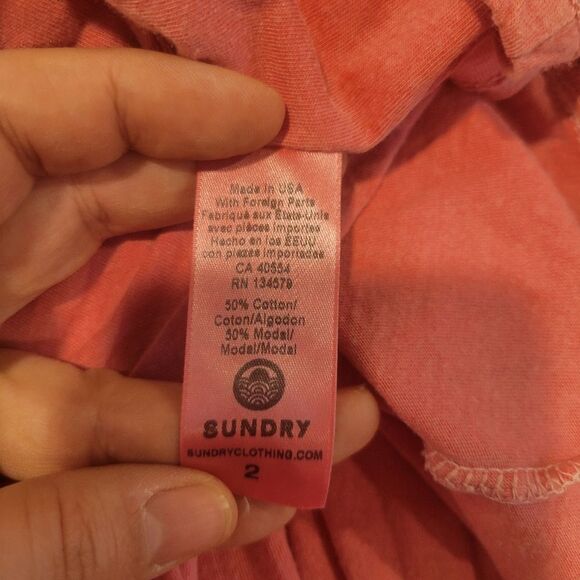 Made in USA
With Foreign Parts
Fabriqué aux États-Unis
avec pièces importées
Hecho en los EEUU
con piezas importadas
CA 40554
RN 134579
50% Cotton/
Coton/Algodon
50% Modal/
Modal/Modal
SUNDRY
SUNDRYCLOTHING.COM
2